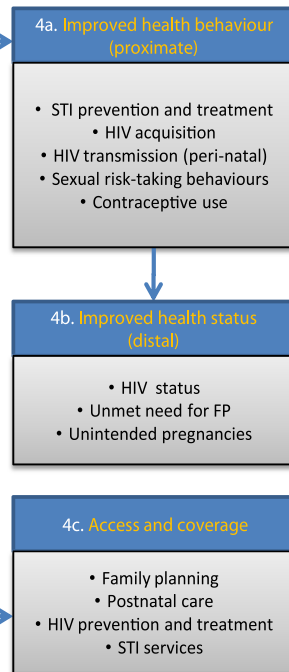 4a. Improved health behaviour
(proximate)
• STI prevention and treatment
• HIV acquisition
• HIV transmission (peri-natal)
• Sexual risk-taking behaviours
• Contraceptive use
4b. Improved health status
(distal)
• HIV status
• Unmet need for FP
• Unintended pregnancies
4c. Access and coverage
• Family planning
• Postnatal care
• HIV prevention and treatment
• STI services